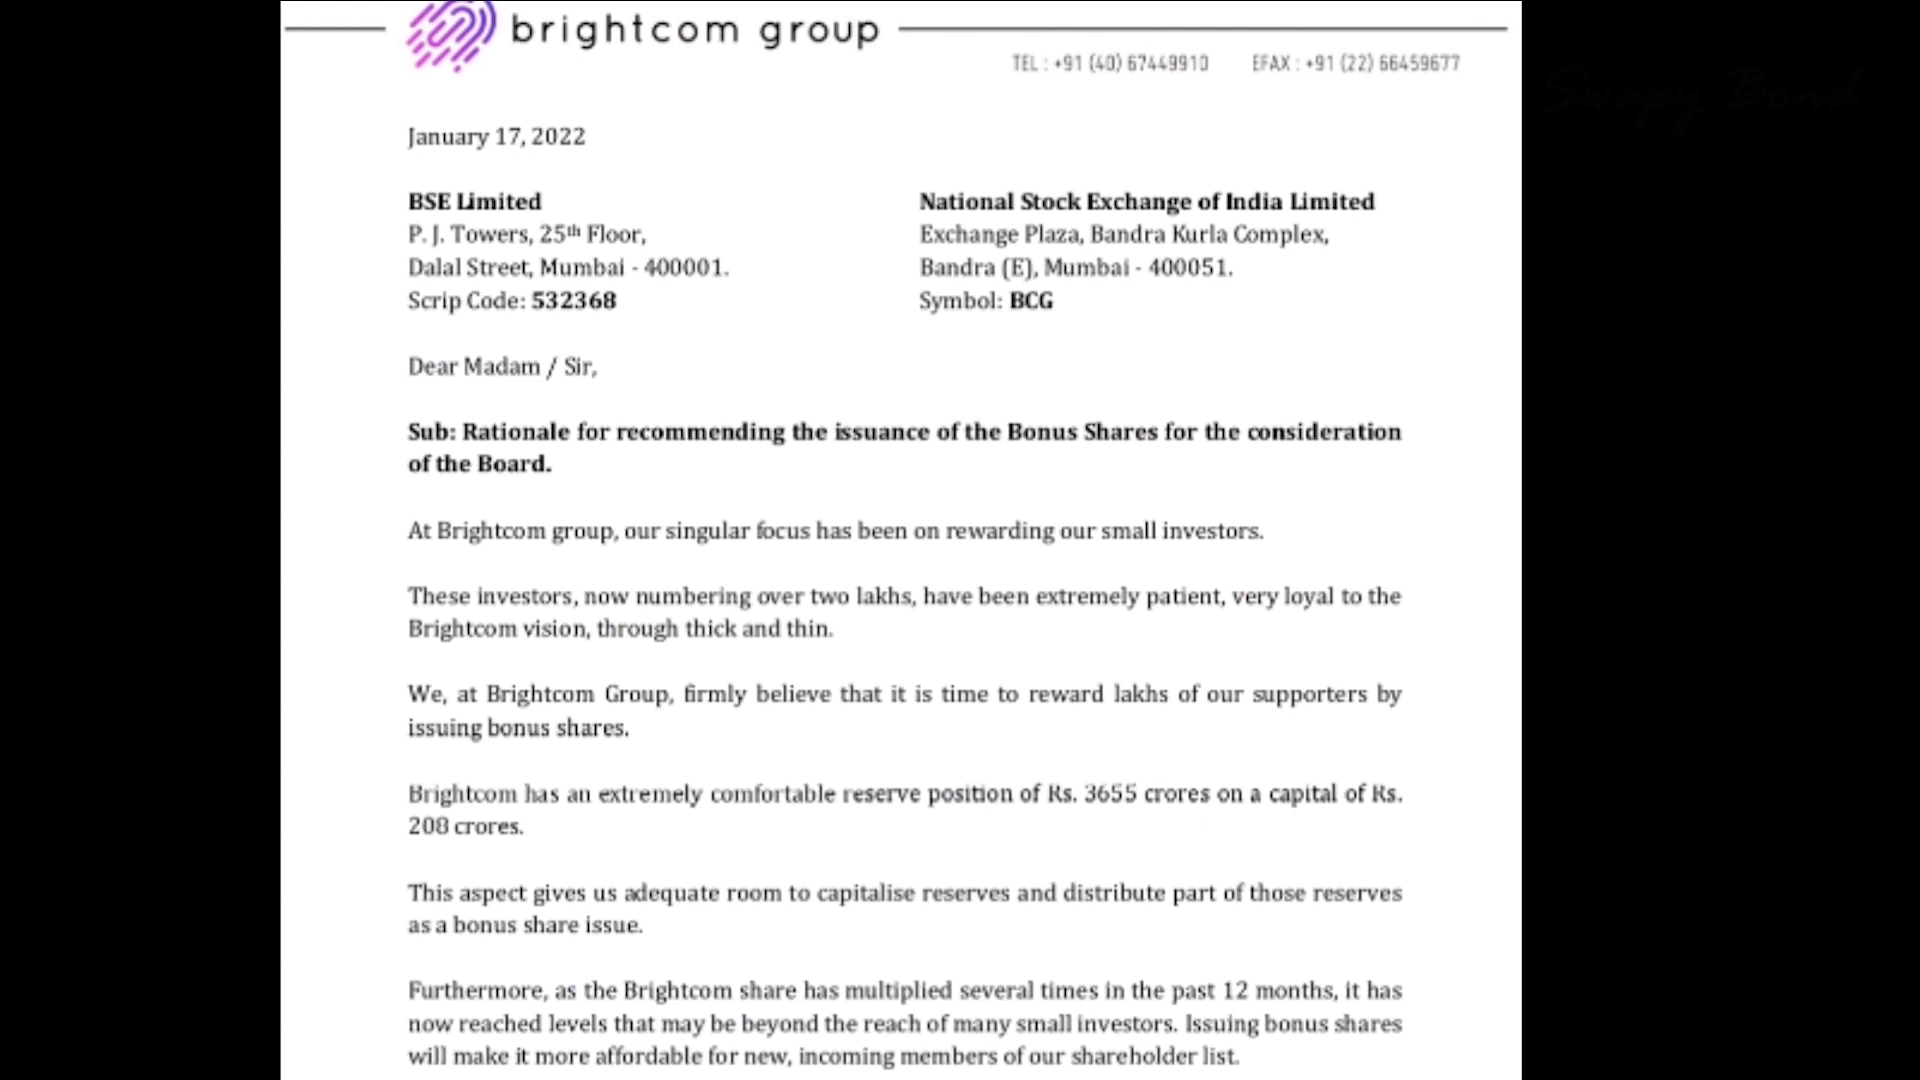 brightcom group
TEL : +91 (40) 67449910 EFAX : +91 (22) 66459677
Swapy Bond
January 17, 2022
BSE Limited
P. J. Towers, 25th Floor,
Dalal Street, Mumbai - 400001.
Scrip Code: 532368
National Stock Exchange of India Limited
Exchange Plaza, Bandra Kurla Complex,
Bandra (E), Mumbai - 400051.
Symbol: BCG
Dear Madam / Sir,
Sub: Rationale for recommending the issuance of the Bonus Shares for the consideration
of the Board.
At Brightcom group, our singular focus has been on rewarding our small investors.
These investors, now numbering over two lakhs, have been extremely patient, very loyal to the
Brightcom vision, through thick and thin.
We, at Brightcom Group, firmly believe that it is time to reward lakhs of our supporters by
issuing bonus shares.
Brightcom has an extremely comfortable reserve position of Rs. 3655 crores on a capital of Rs.
208 crores.
This aspect gives us adequate room to capitalise reserves and distribute part of those reserves
as a bonus share issue.
Furthermore, as the Brightcom share has multiplied several times in the past 12 months, it has
now reached levels that may be beyond the reach of many small investors. Issuing bonus shares
will make it more affordable for new, incoming members of our shareholder list.